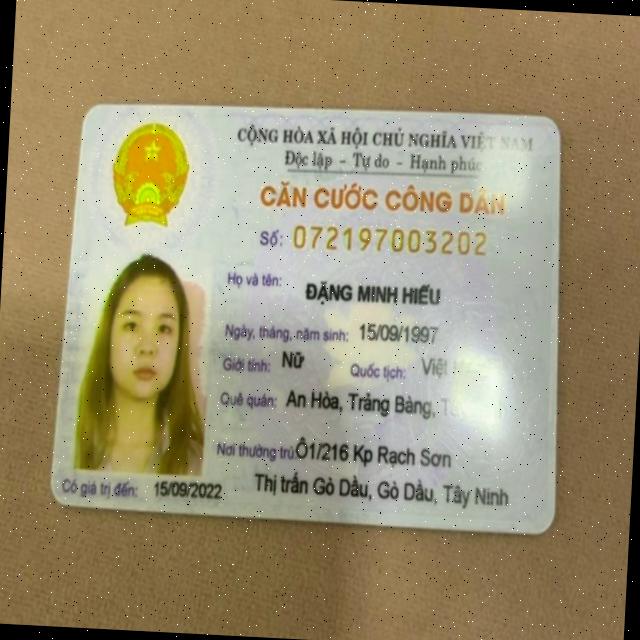 CỘNG HÒA XÃ HỘI CHỦ NGHĨA VIỆT NAM
Độc lập - Tự do - Hạnh phúc
CĂN CƯỚC CÔNG DÂN
Số: 072197003202
Họ và tên: ĐẶNG MINH HIẾU
Ngày, tháng, năm sinh: 15/09/1997
Giới tính: Nữ Quốc tịch: Việt
Quê quán: An Hòa, Trảng Bàng,
Nơi thường trú: Ô1/216 Kp Rạch Sơn
Thị trấn Gò Dầu, Gò Dầu, Tây Ninh
Có giá trị đến: 15/09/2022